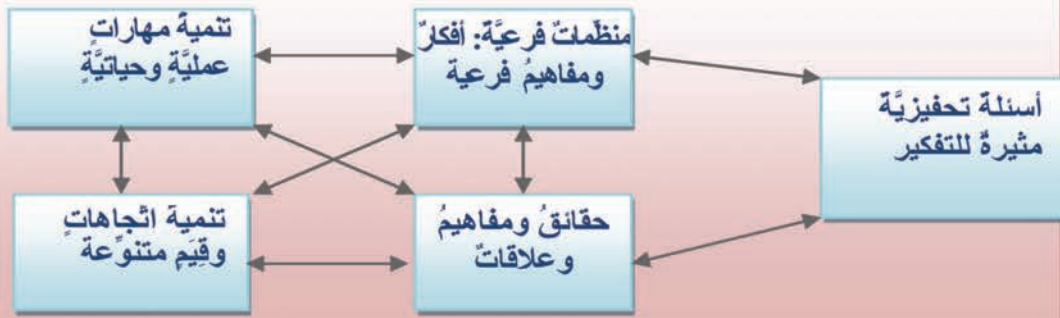 أسئلةٌ تحفيزيَّةٌ
مثيرةٌ للتفكير
منظِّماتٌ فرعيَّةٌ: أفكارٌ
ومفاهيمُ فرعية
تنميةُ مهاراتٍ
عمليَّةٍ وحياتيَّةٍ
حقائقُ ومفاهيمُ
وعلاقاتٌ
تنميةُ اتّجاهاتٍ
وقِيَمٍ متنوِّعة